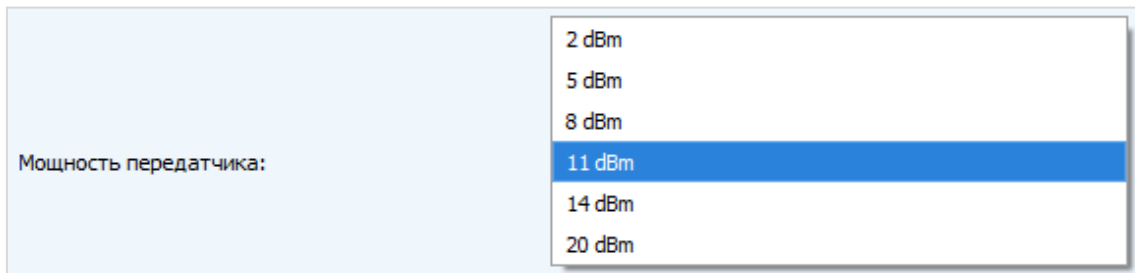 2 dBm
5 dBm
8 dBm
Мощность передатчика:
11 dBm
14 dBm
20 dBm